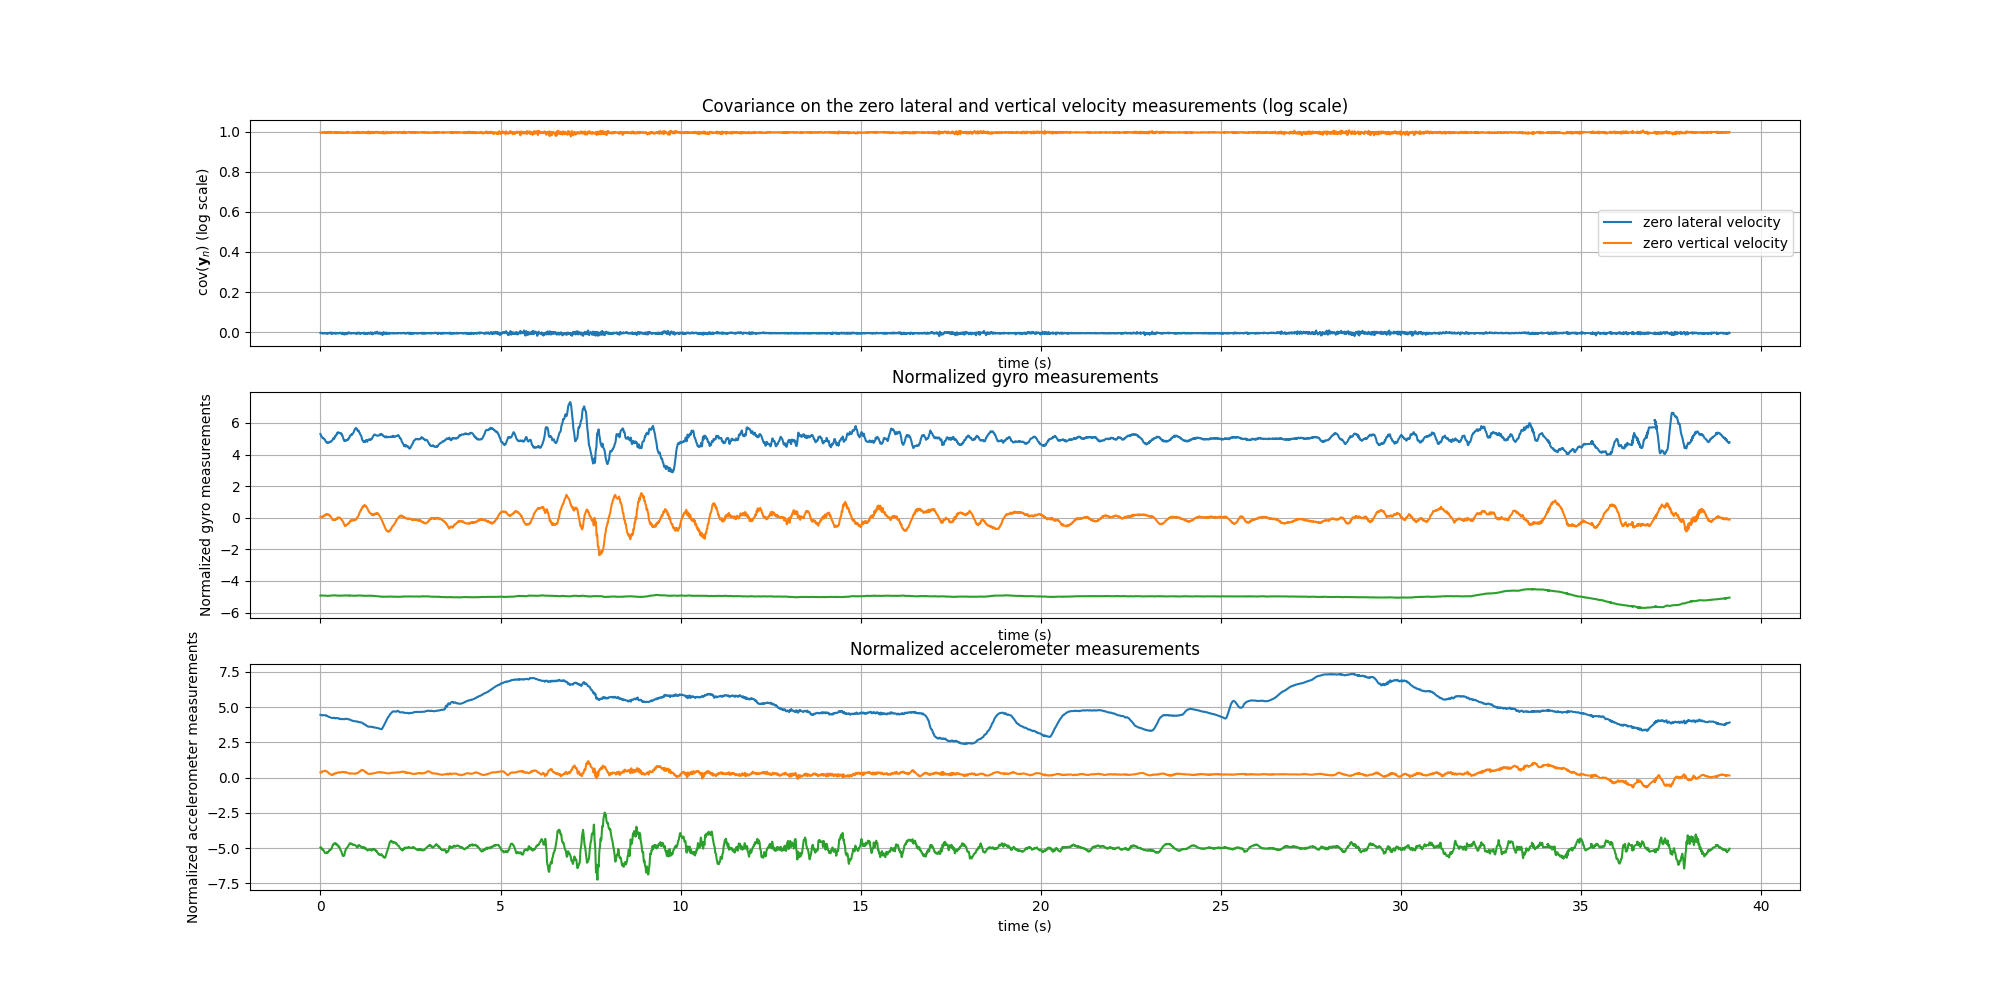 Covariance on the zero lateral and vertical velocity measurements (log scale)
cov(𝐲ₙ) (log scale)
1.0
0.8
0.6
0.4
0.2
0.0
zero lateral velocity
zero vertical velocity
time (s)
Normalized gyro measurements
Normalized gyro measurements
6
4
2
0
−2
−4
−6
time (s)
Normalized accelerometer measurements
Normalized accelerometer measurements
7.5
5.0
2.5
0.0
−2.5
−5.0
−7.5
0 5 10 15 20 25 30 35 40
time (s)